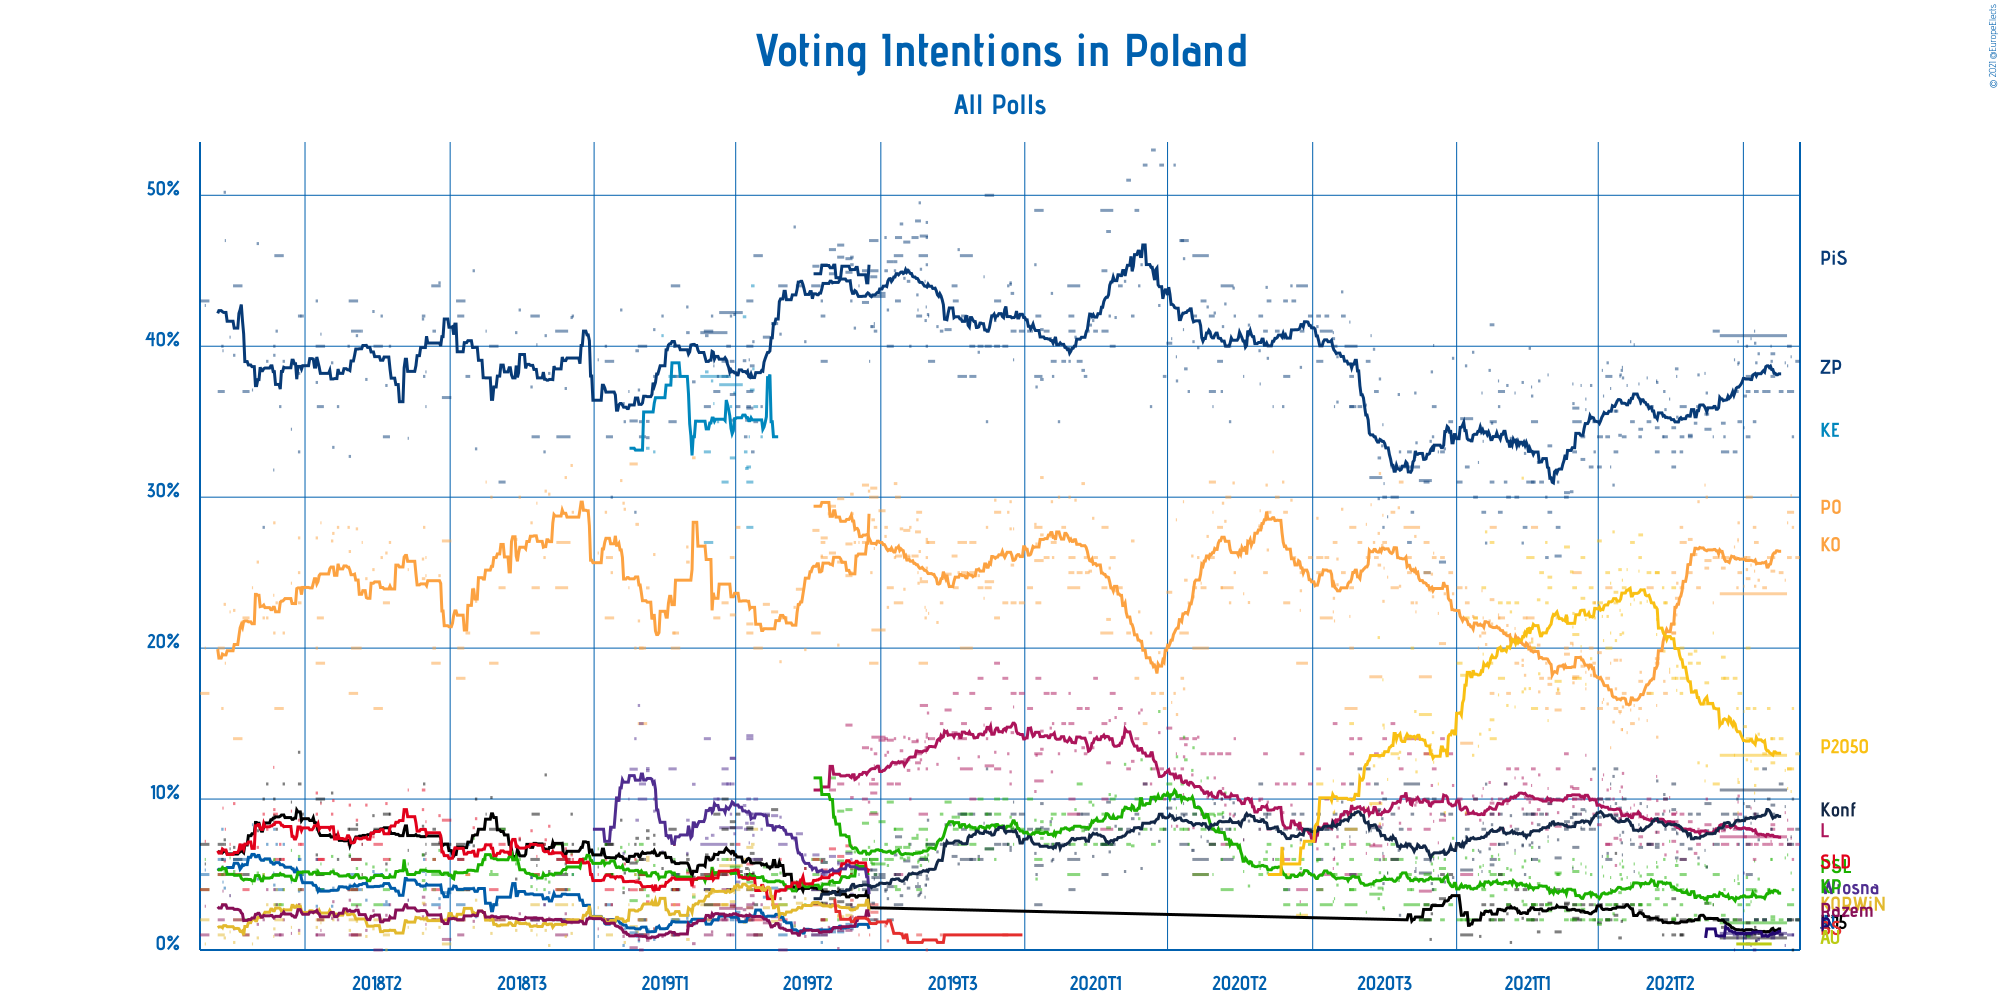 Voting Intentions in Poland
All Polls
© 2021 @EuropeElects
50%
40%
30%
20%
10%
0%
PiS
ZP
KE
PO
KO
P2050
Konf
L
SLD
PSL
Wiosna
KORWiN
Razem
AU
2018T2
2018T3
2019T1
2019T2
2019T3
2020T1
2020T2
2020T3
2021T1
2021T2